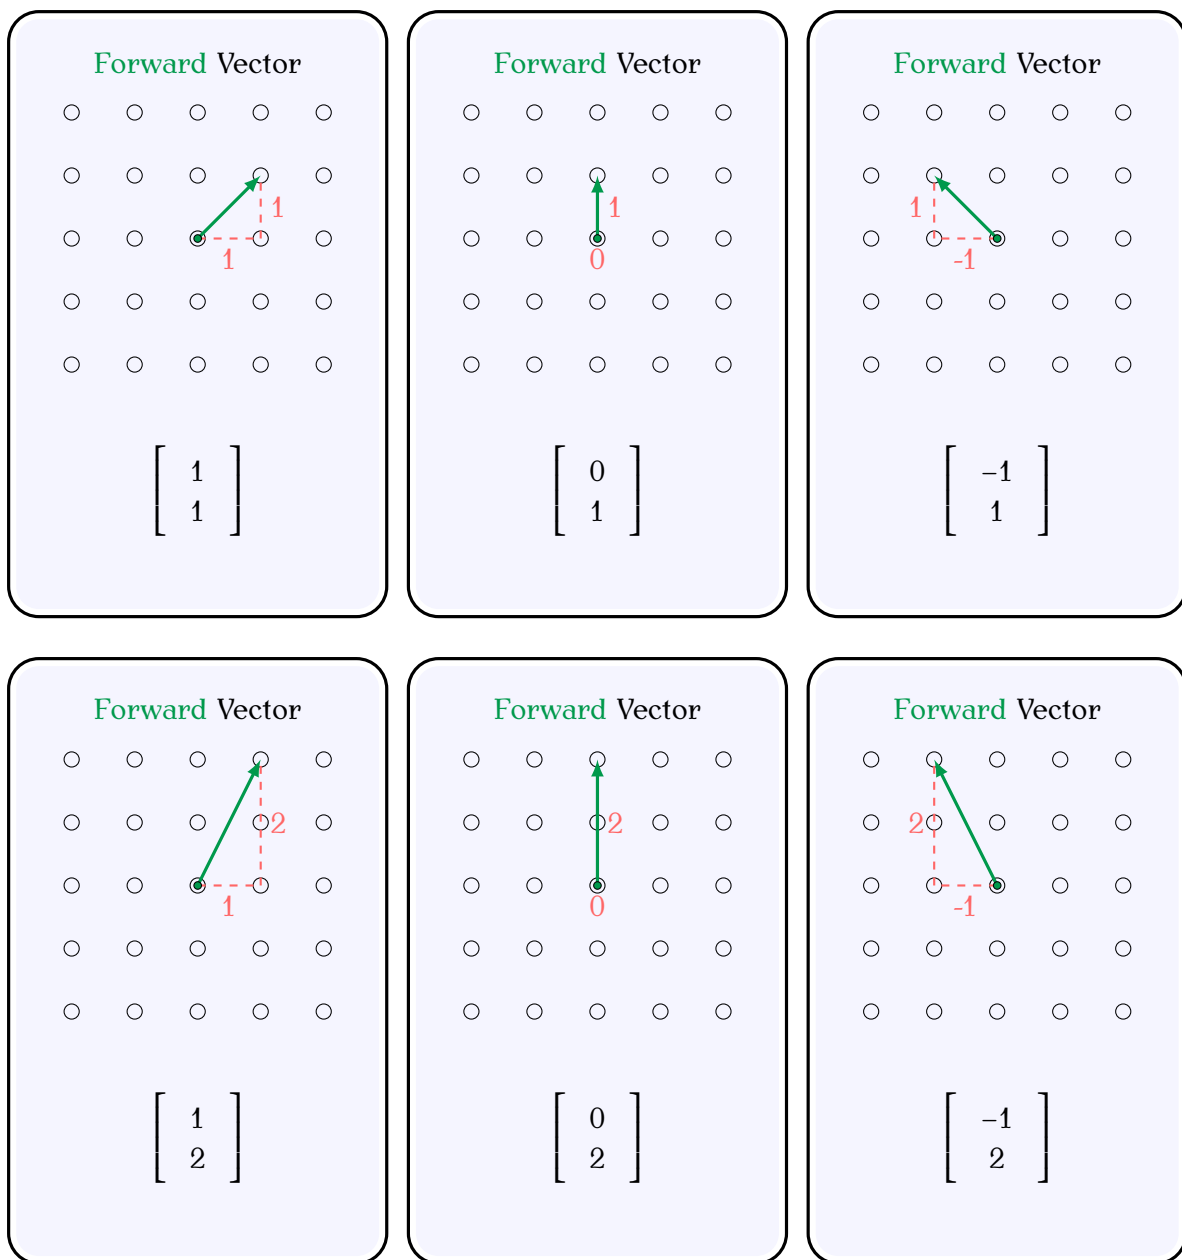 Forward Vector
1
1
[ 1 ]
[ 1 ]
Forward Vector
1
0
[ 0 ]
[ 1 ]
Forward Vector
1
-1
[ –1 ]
[ 1 ]
Forward Vector
2
1
[ 1 ]
[ 2 ]
Forward Vector
2
0
[ 0 ]
[ 2 ]
Forward Vector
2
-1
[ –1 ]
[ 2 ]